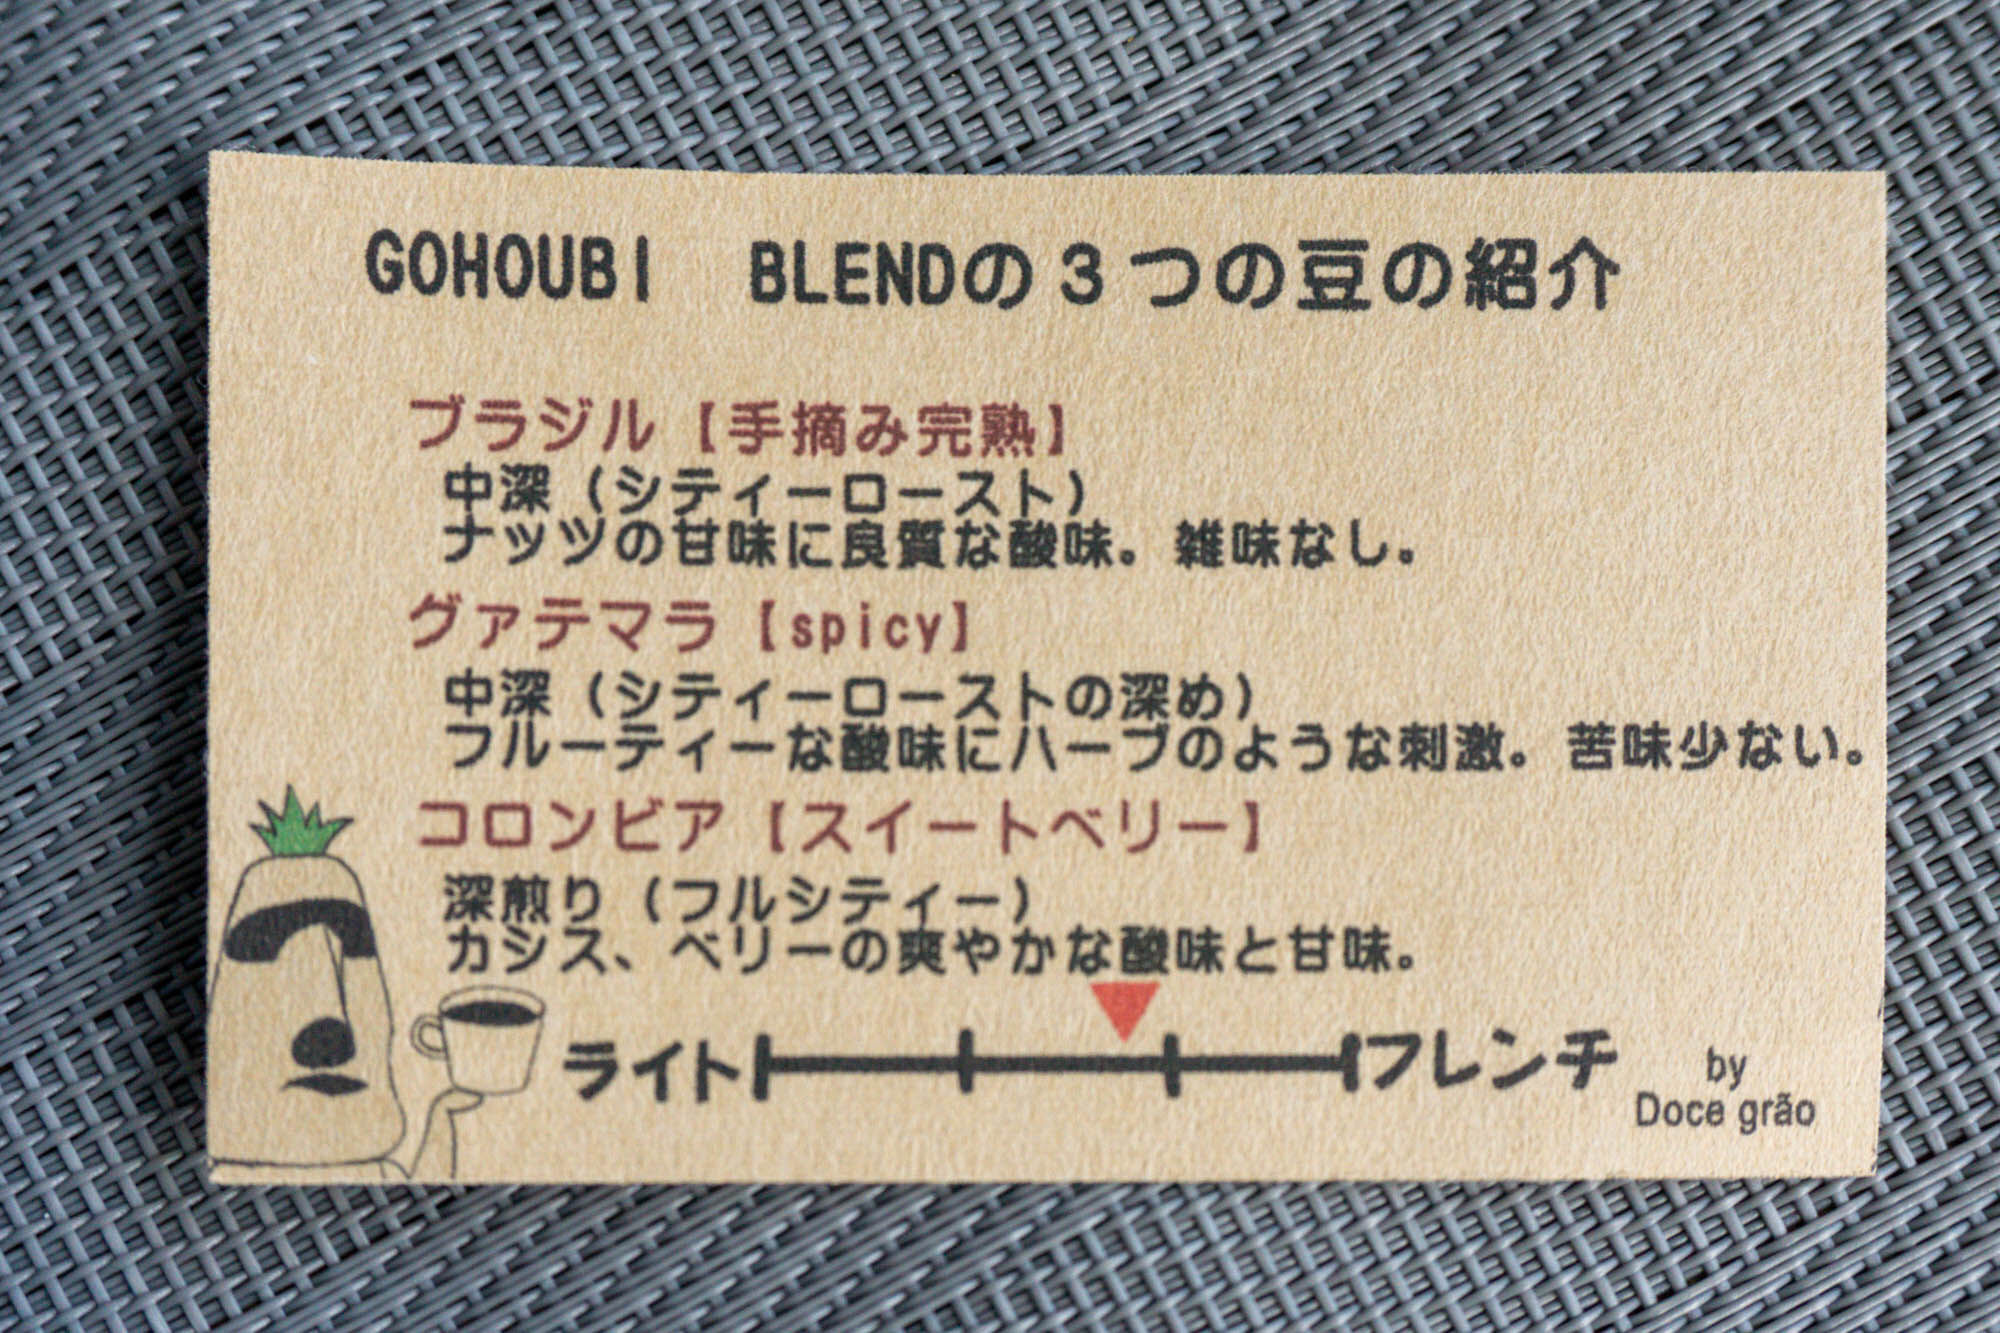 GOHOUBI　BLENDの３つの豆の紹介
ブラジル【手摘み完熟】
中深（シティーロースト）
ナッツの甘味に良質な酸味。雑味なし。
グァテマラ【spicy】
中深（シティーローストの深め）
フルーティーな酸味にハーブのような刺激。苦味少ない。
コロンビア【スイートベリー】
深煎り（フルシティー）
カシス、ベリーの爽やかな酸味と甘味。
ライト フレンチ
by
Doce grão